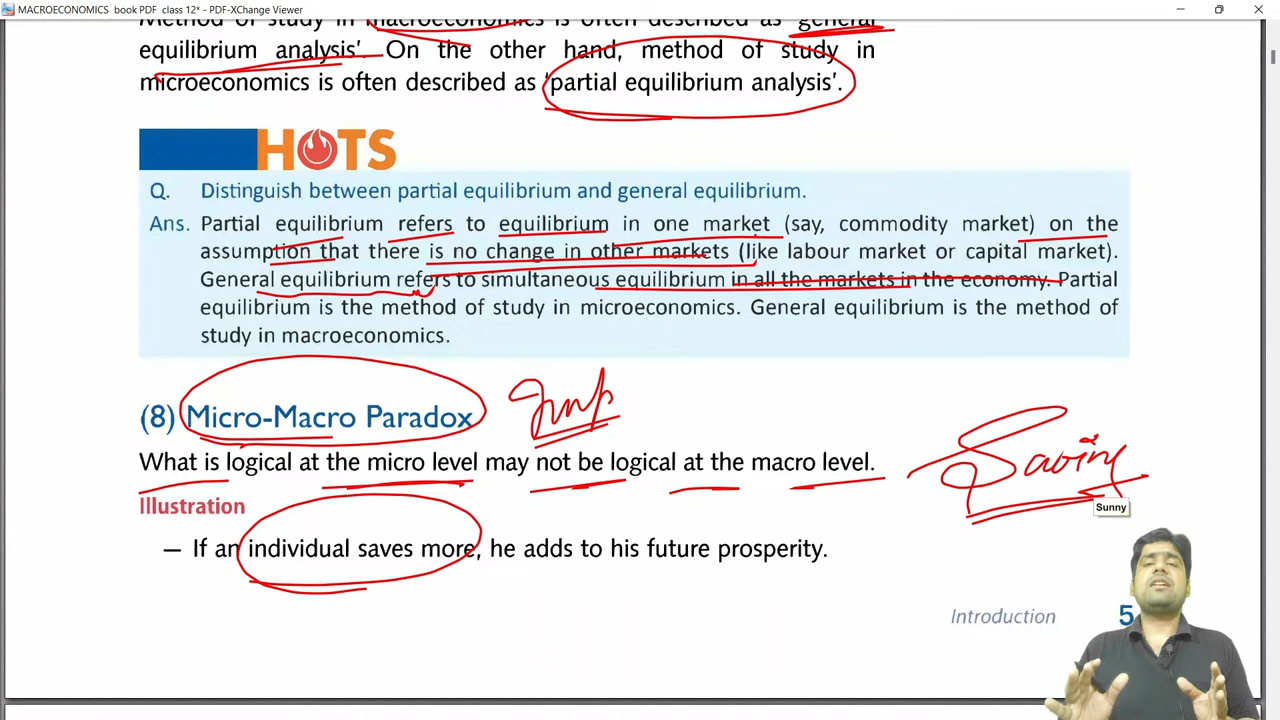 MACROECONOMICS book PDF class 12* - PDF-XChange Viewer
Method of study in macroeconomics is often described as 'general
equilibrium analysis'. On the other hand, method of study in
microeconomics is often described as 'partial equilibrium analysis'.
HOTS
Q. Distinguish between partial equilibrium and general equilibrium.
Ans. Partial equilibrium refers to equilibrium in one market (say, commodity market) on the
assumption that there is no change in other markets (like labour market or capital market).
General equilibrium refers to simultaneous equilibrium in all the markets in the economy. Partial
equilibrium is the method of study in microeconomics. General equilibrium is the method of
study in macroeconomics.
(8) Micro-Macro Paradox
What is logical at the micro level may not be logical at the macro level.
Saving
Sunny
Illustration
— If an individual saves more, he adds to his future prosperity.
Introduction 5